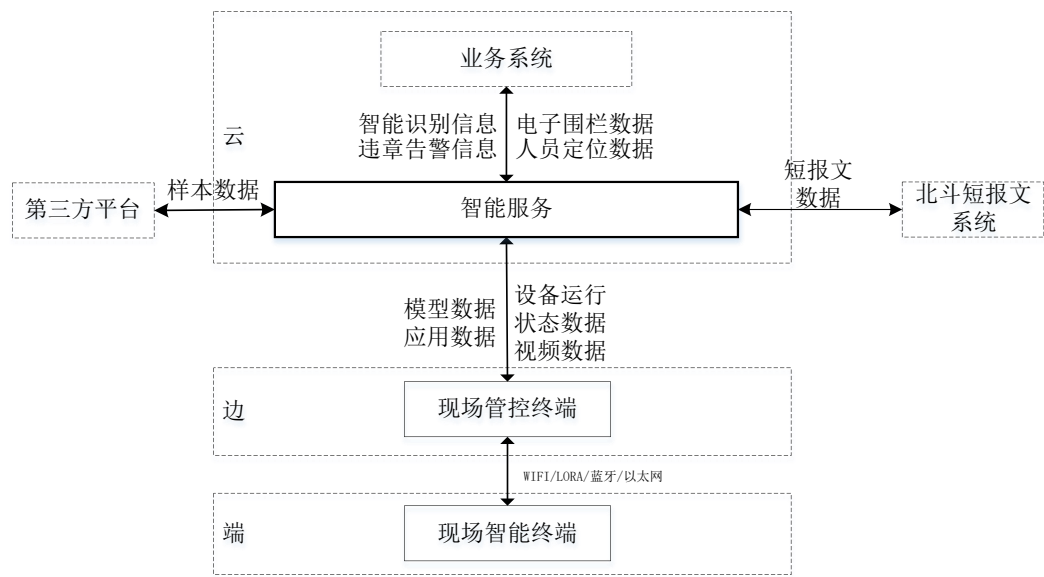 业务系统
智能识别信息
违章告警信息
电子围栏数据
人员定位数据
云
第三方平台
样本数据
智能服务
短报文
数据
北斗短报文
系统
模型数据
应用数据
设备运行
状态数据
视频数据
边
现场管控终端
WIFI/LORA/蓝牙/以太网
端
现场智能终端